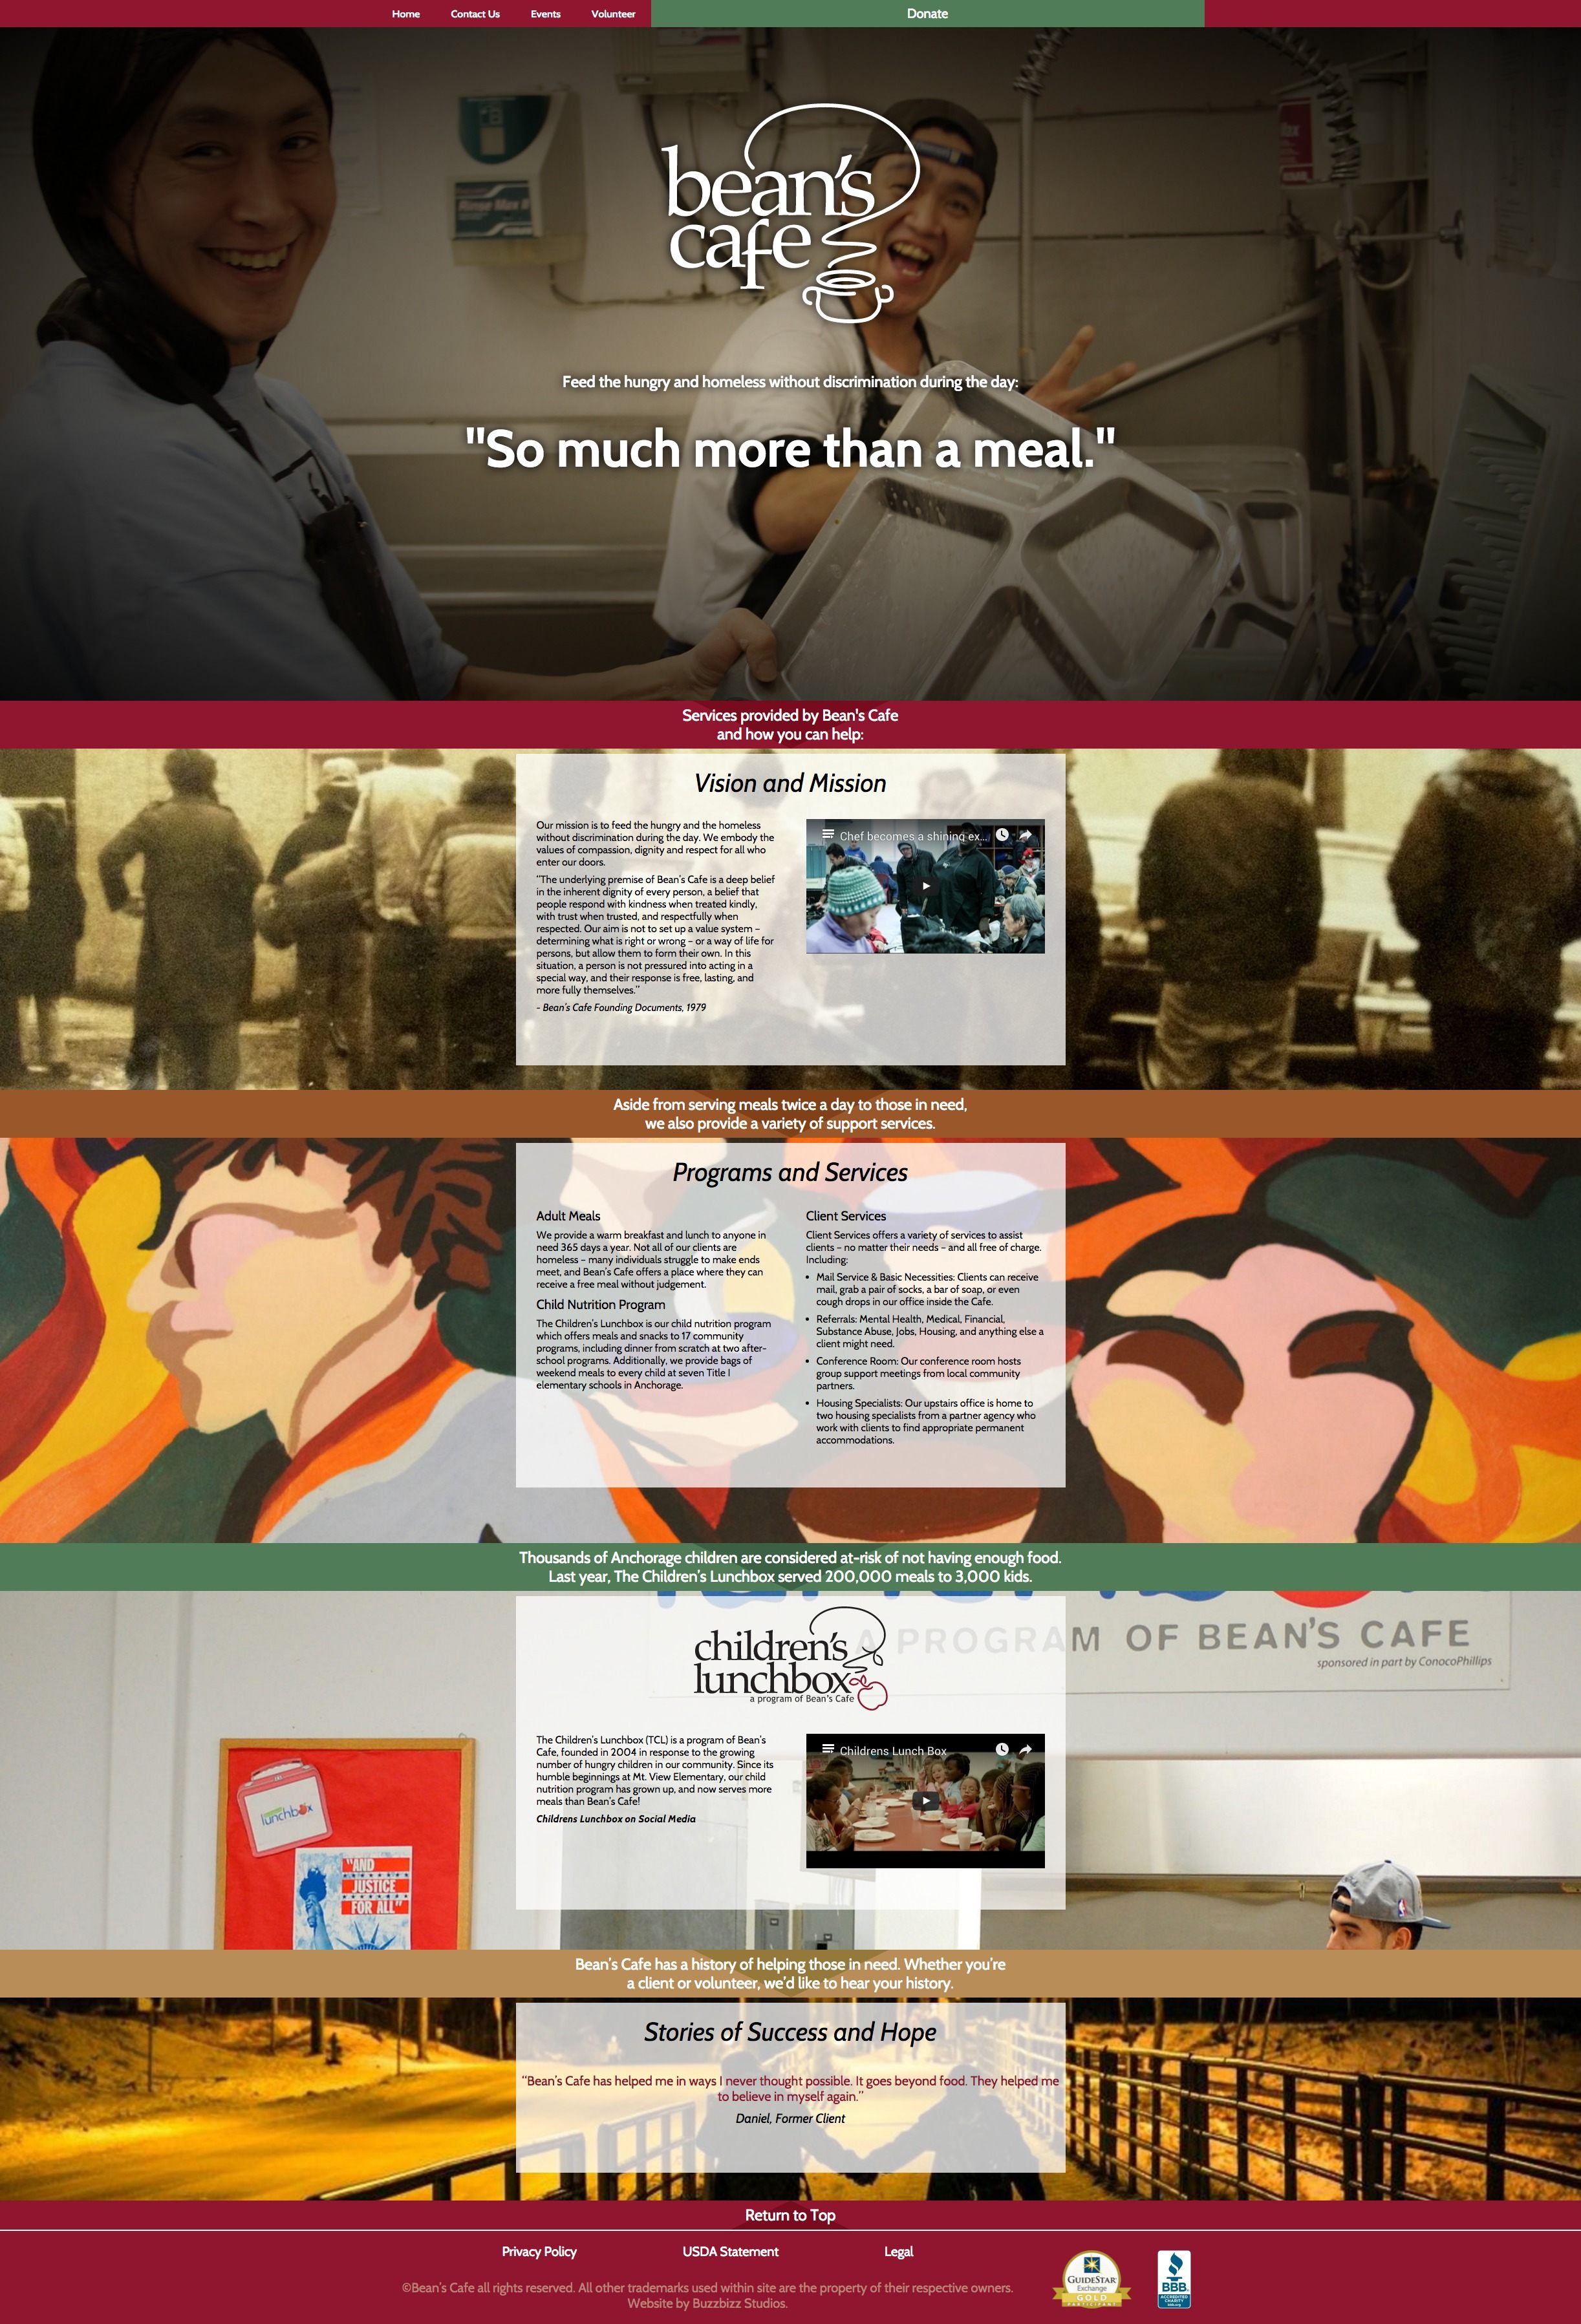 Home Contact Us Events Volunteer Donate
bean's
cafe
Feed the hungry and homeless without discrimination during the day:
"So much more than a meal."
Services provided by Bean's Cafe
and how you can help:
Vision and Mission
Our mission is to feed the hungry and the homeless
without discrimination during the day. We embody the
values of compassion, dignity and respect for all who
enter our doors.
"The underlying premise of Bean's Cafe is a deep belief
in the inherent dignity of every person, a belief that
people respond with kindness when treated kindly,
with trust when trusted, and respectfully when
respected. Our aim is not to set up a value system –
determining what is right or wrong – or a way of life for
persons, but allow them to form their own. In this
situation, a person is not pressured into acting in a
special way, and their response is free, lasting, and
more fully themselves."
- Bean's Cafe Founding Documents, 1979
Chef becomes a shining ex...
Aside from serving meals twice a day to those in need,
we also provide a variety of support services.
Programs and Services
Adult Meals
We provide a warm breakfast and lunch to anyone in
need 365 days a year. Not all of our clients are
homeless – many individuals struggle to make ends
meet, and Bean's Cafe offers a place where they can
receive a free meal without judgement.
Child Nutrition Program
The Children's Lunchbox is our child nutrition program
which offers meals and snacks to 17 community
programs, including dinner from scratch at two after-
school programs. Additionally, we provide bags of
weekend meals to every child at seven Title I
elementary schools in Anchorage.
Client Services
Client Services offers a variety of services to assist
clients – no matter their needs – and all free of charge.
Including:
• Mail Service & Basic Necessities: Clients can receive
mail, grab a pair of socks, a bar of soap, or even
cough drops in our office inside the Cafe.
• Referrals: Mental Health, Medical, Financial,
Substance Abuse, Jobs, Housing, and anything else a
client might need.
• Conference Room: Our conference room hosts
group support meetings from local community
partners.
• Housing Specialists: Our upstairs office is home to
two housing specialists from a partner agency who
work with clients to find appropriate permanent
accommodations.
Thousands of Anchorage children are considered at-risk of not having enough food.
Last year, The Children's Lunchbox served 200,000 meals to 3,000 kids.
A PROGRAM OF BEAN'S CAFE
sponsored in part by ConocoPhillips
children's
lunchbox
a program of Bean's Cafe
The Children's Lunchbox (TCL) is a program of Bean's
Cafe, founded in 2004 in response to the growing
number of hungry children in our community. Since its
humble beginnings at Mt. View Elementary, our child
nutrition program has grown up, and now serves more
meals than Bean's Cafe!
Childrens Lunchbox on Social Media
Childrens Lunch Box
lunchbox
"AND
JUSTICE
FOR ALL"
Bean's Cafe has a history of helping those in need. Whether you're
a client or volunteer, we'd like to hear your history.
Stories of Success and Hope
"Bean's Cafe has helped me in ways I never thought possible. It goes beyond food. They helped me
to believe in myself again."
Daniel, Former Client
Return to Top
Privacy Policy USDA Statement Legal
©Bean's Cafe all rights reserved. All other trademarks used within site are the property of their respective owners.
Website by Buzzbizz Studios.
GUIDESTAR
Exchange
GOLD
PARTICIPANT
BBB
ACCREDITED
CHARITY